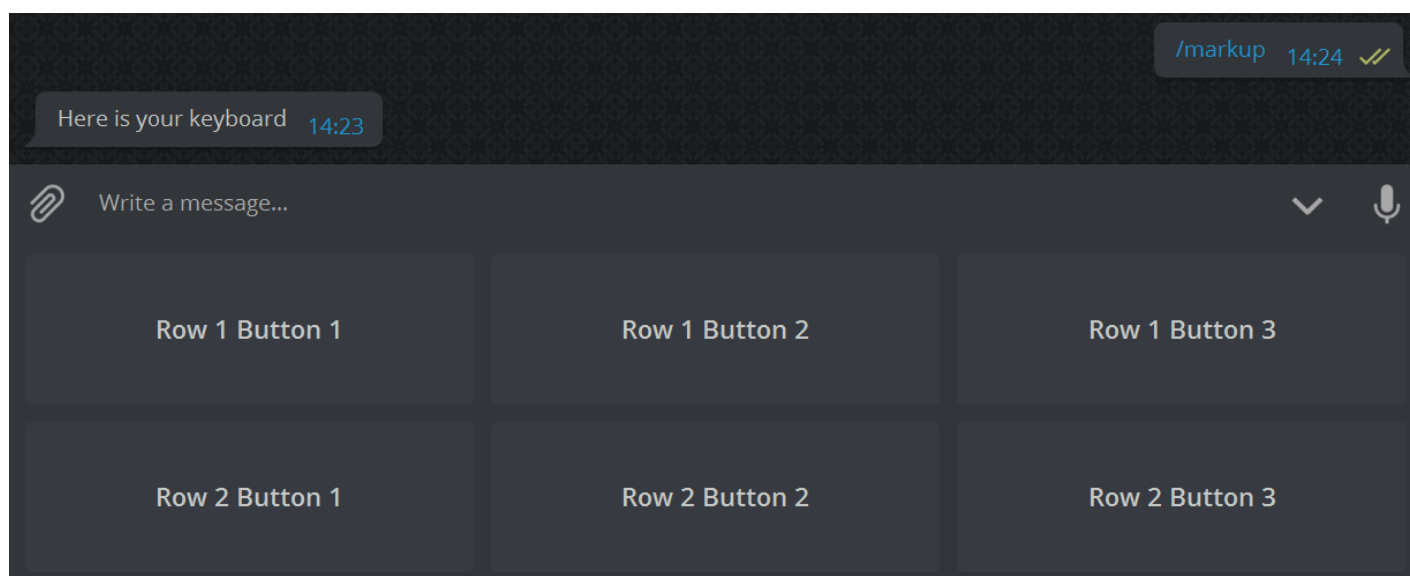 /markup 14:24
Here is your keyboard 14:23
Write a message...
Row 1 Button 1 Row 1 Button 2 Row 1 Button 3
Row 2 Button 1 Row 2 Button 2 Row 2 Button 3